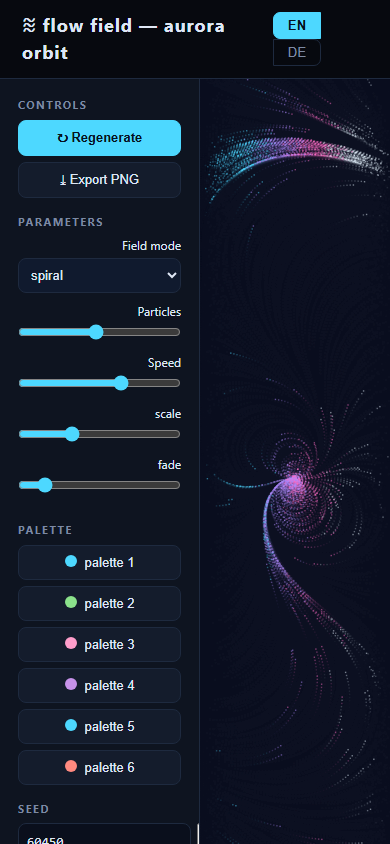 ≋ flow field — aurora
orbit
EN
DE
CONTROLS
↻ Regenerate
⤓ Export PNG
PARAMETERS
Field mode
spiral
Particles
Speed
scale
fade
PALETTE
palette 1
palette 2
palette 3
palette 4
palette 5
palette 6
SEED
60450